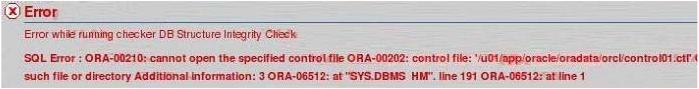 Error
Error while running checker DB Structure Integrity Check
SQL Error : ORA-00210: cannot open the specified control file ORA-00202: control file: '/u01/app/oracle/oradata/orcl/control01.ctl'
such file or directory Additional information: 3 ORA-06512: at "SYS.DBMS_HM", line 191 ORA-06512: at line 1